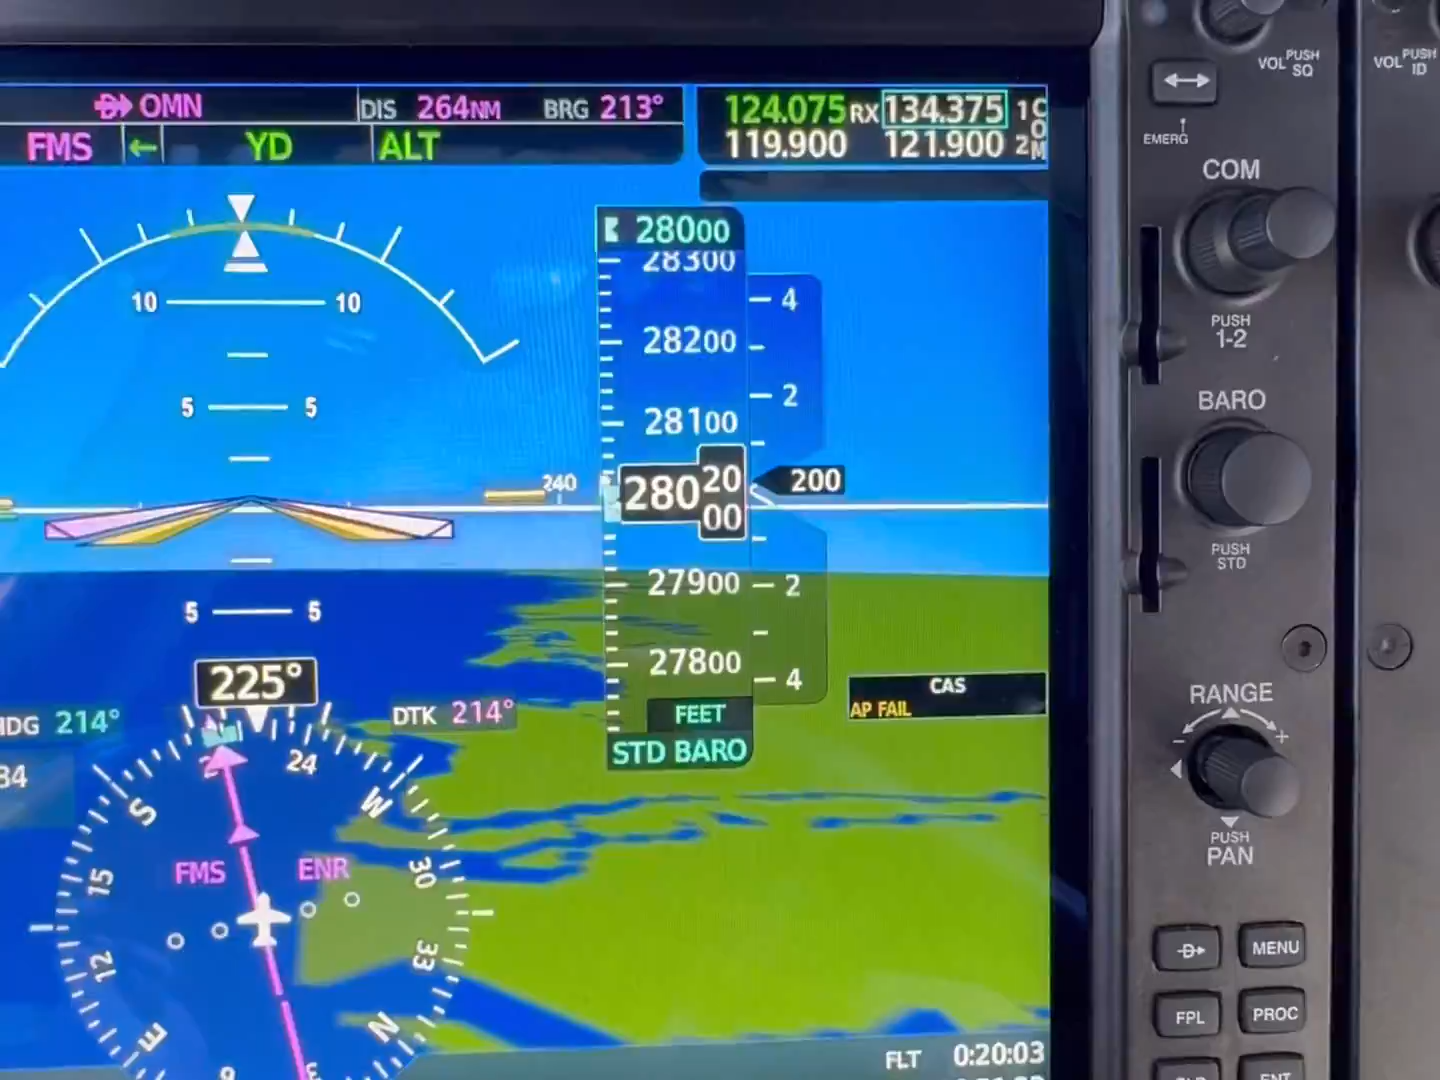 VOL PUSH SQ
VOL PUSH ID
EMERG
OMN DIS 264NM BRG 213°
FMS ← YD ALT
124.075 RX 134.375 1 COM
119.900 121.900 2
COM
PUSH
1-2
28000
28300
28200
28100
28020
00
27900
27800
4
2
200
2
4
10 10
5 5
240
5 5
BARO
PUSH
STD
225°
214°
DTK 214°
FEET
STD BARO
CAS
AP FAIL
RANGE
- +
PUSH
PAN
24
S W
15 30
12 33
E N
FMS ENR
D MENU
FPL PROC
FLT 0:20:03